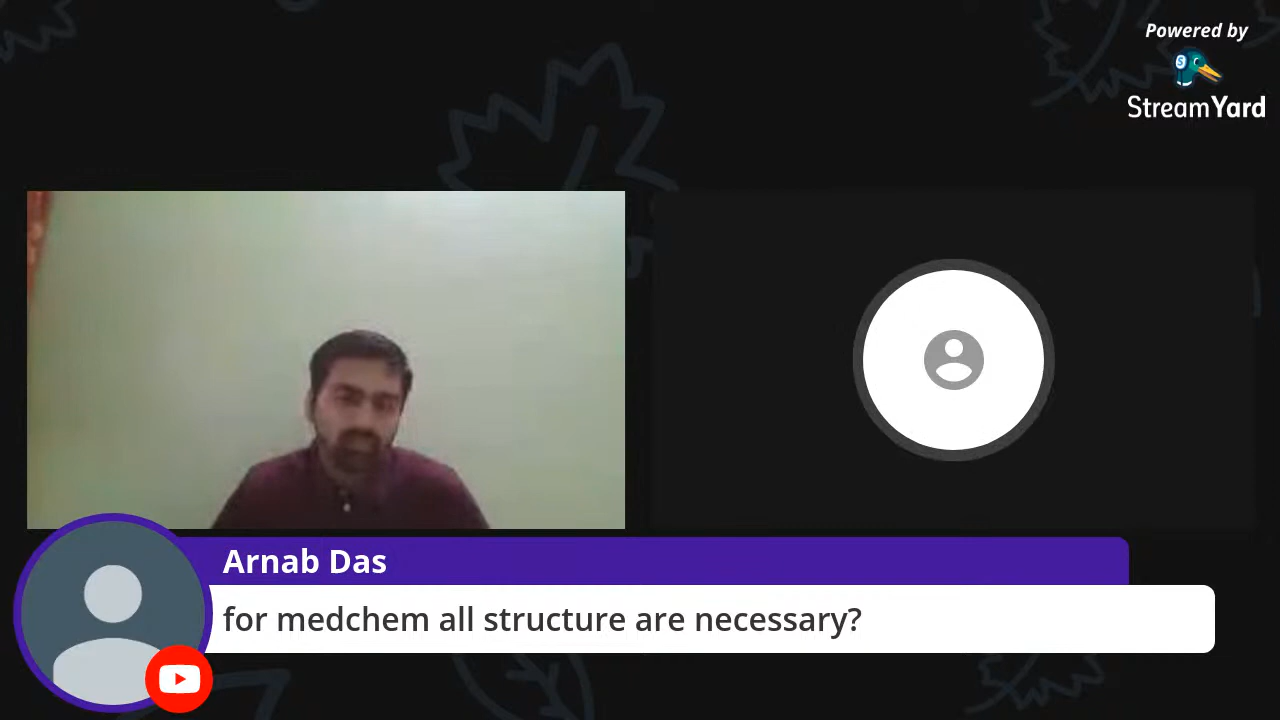 Powered by
StreamYard
Arnab Das
for medchem all structure are necessary?